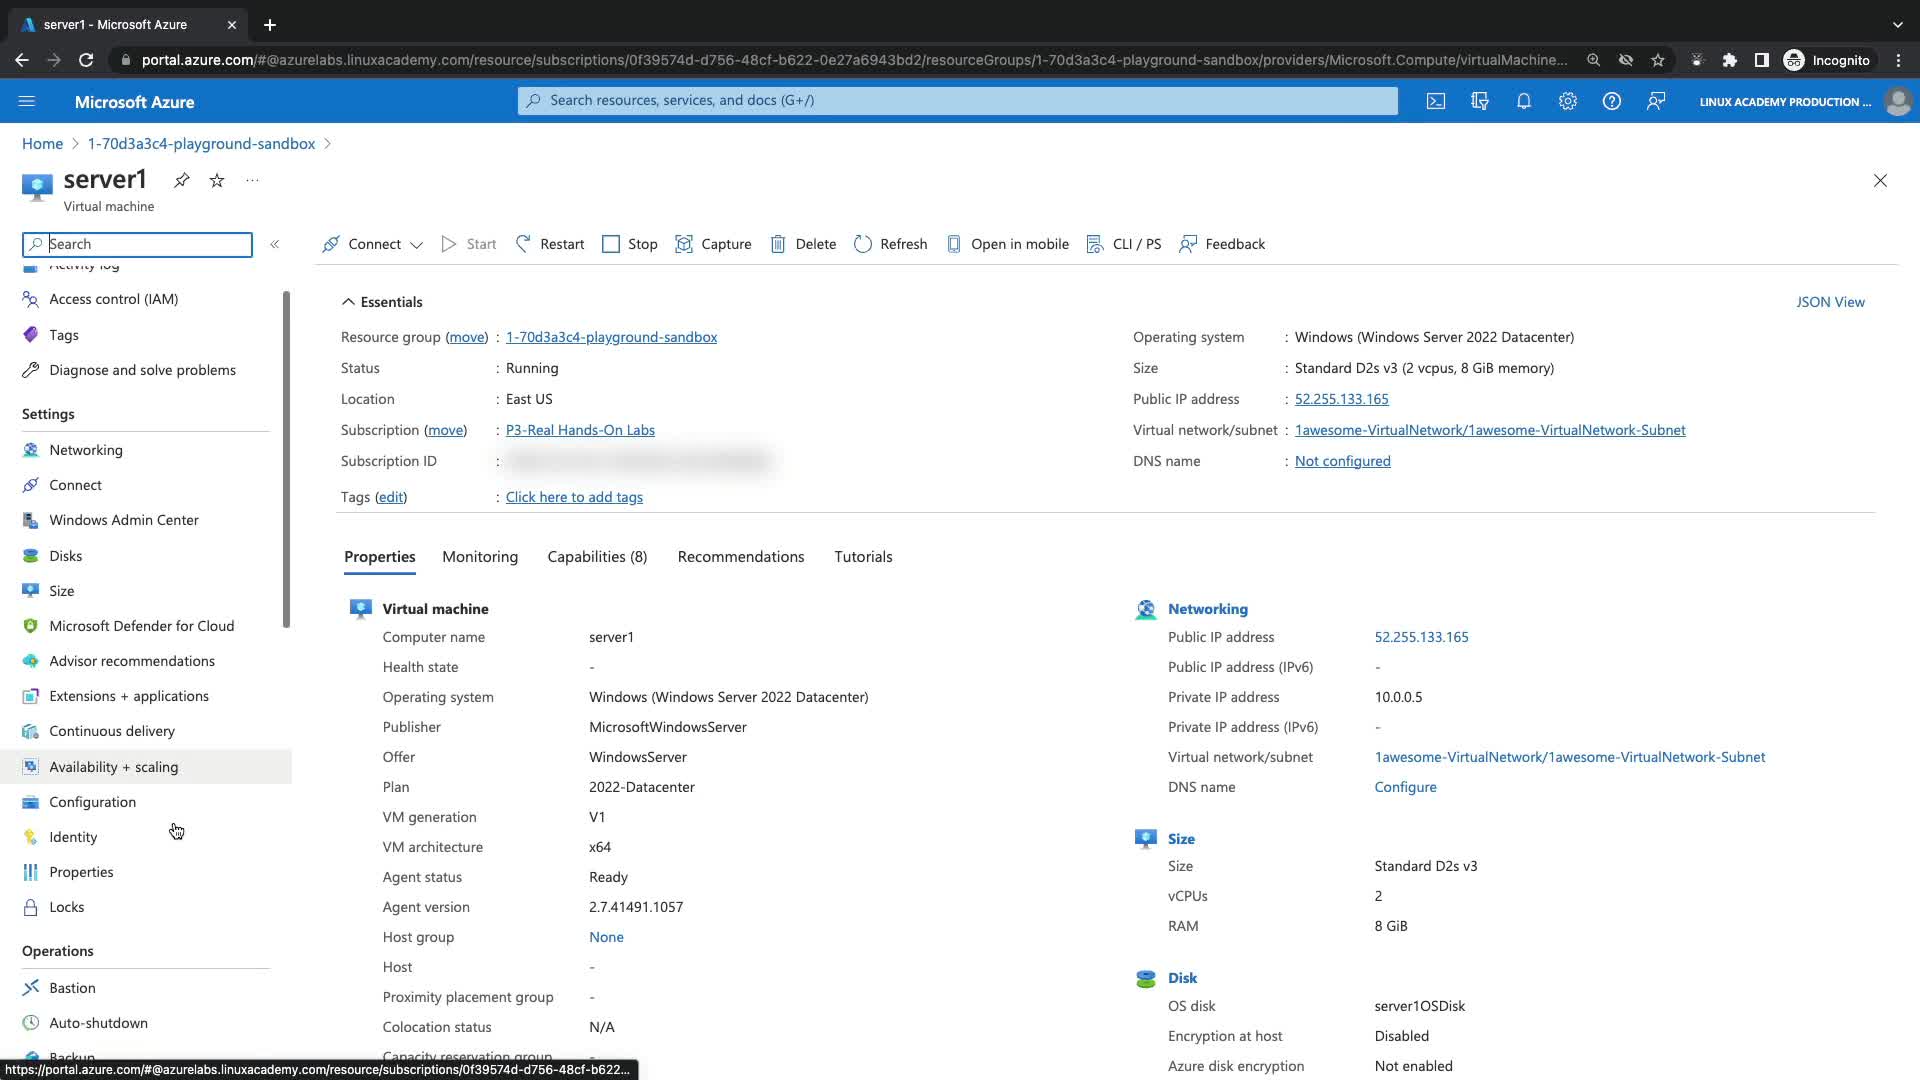 server1 - Microsoft Azure
portal.azure.com/#@azurelabs.linuxacademy.com/resource/subscriptions/0f39574d-d756-48cf-b622-0e27a6943bd2/resourceGroups/1-70d3a3c4-playground-sandbox/providers/Microsoft.Compute/virtualMachine...
Incognito
Microsoft Azure
Search resources, services, and docs (G+/)
LINUX ACADEMY PRODUCTION ...
Home > 1-70d3a3c4-playground-sandbox >
server1
...
Virtual machine
Search
«
Connect
Start
Restart
Stop
Capture
Delete
Refresh
Open in mobile
CLI / PS
Feedback
Activity log
Access control (IAM)
Tags
Diagnose and solve problems
Settings
Networking
Connect
Windows Admin Center
Disks
Size
Microsoft Defender for Cloud
Advisor recommendations
Extensions + applications
Continuous delivery
Availability + scaling
Configuration
Identity
Properties
Locks
Operations
Bastion
Auto-shutdown
Backup
Essentials
JSON View
Resource group (move) : 1-70d3a3c4-playground-sandbox
Status : Running
Location : East US
Subscription (move) : P3-Real Hands-On Labs
Subscription ID :
Tags (edit) : Click here to add tags
Operating system : Windows (Windows Server 2022 Datacenter)
Size : Standard D2s v3 (2 vcpus, 8 GiB memory)
Public IP address : 52.255.133.165
Virtual network/subnet : 1awesome-VirtualNetwork/1awesome-VirtualNetwork-Subnet
DNS name : Not configured
Properties
Monitoring
Capabilities (8)
Recommendations
Tutorials
Virtual machine
Computer name server1
Health state -
Operating system Windows (Windows Server 2022 Datacenter)
Publisher MicrosoftWindowsServer
Offer WindowsServer
Plan 2022-Datacenter
VM generation V1
VM architecture x64
Agent status Ready
Agent version 2.7.41491.1057
Host group None
Host -
Proximity placement group -
Colocation status N/A
Capacity reservation group -
Networking
Public IP address 52.255.133.165
Public IP address (IPv6) -
Private IP address 10.0.0.5
Private IP address (IPv6) -
Virtual network/subnet 1awesome-VirtualNetwork/1awesome-VirtualNetwork-Subnet
DNS name Configure
Size
Size Standard D2s v3
vCPUs 2
RAM 8 GiB
Disk
OS disk server1OSDisk
Encryption at host Disabled
Azure disk encryption Not enabled
https://portal.azure.com/#@azurelabs.linuxacademy.com/resource/subscriptions/0f39574d-d756-48cf-b622...